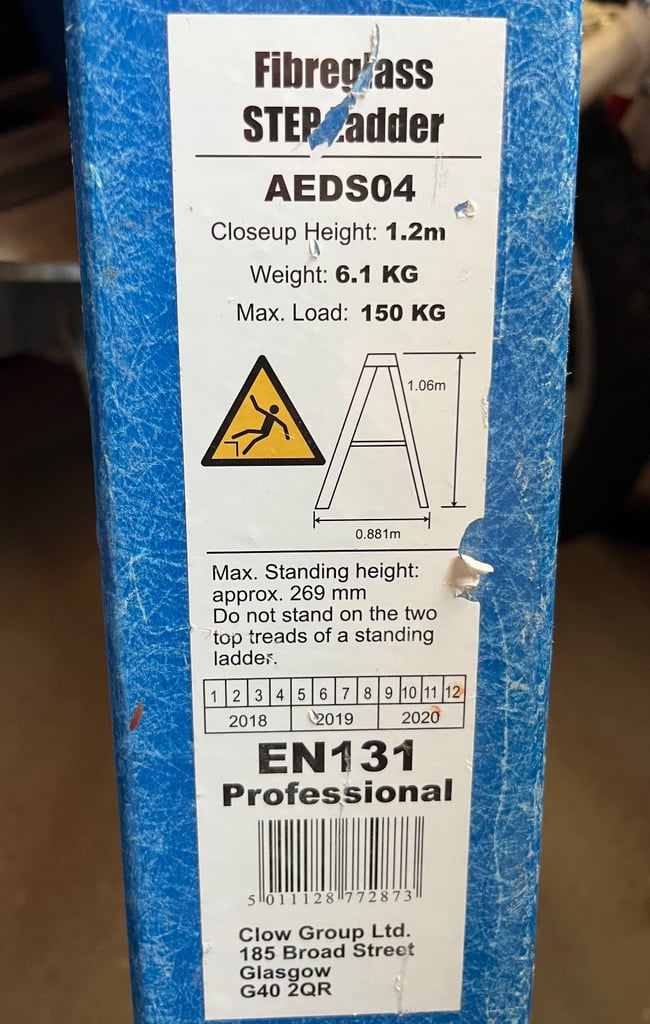 Fibreglass
STEP Ladder
AEDS04
Closeup Height: 1.2m
Weight: 6.1 KG
Max. Load: 150 KG
1.06m
0.881m
Max. Standing height:
approx. 269 mm
Do not stand on the two
top treads of a standing
ladder.
1 2 3 4 5 6 7 8 9 10 11 12
2018 2019 2020
EN131
Professional
5 011128 772873
Clow Group Ltd.
185 Broad Street
Glasgow
G40 2QR